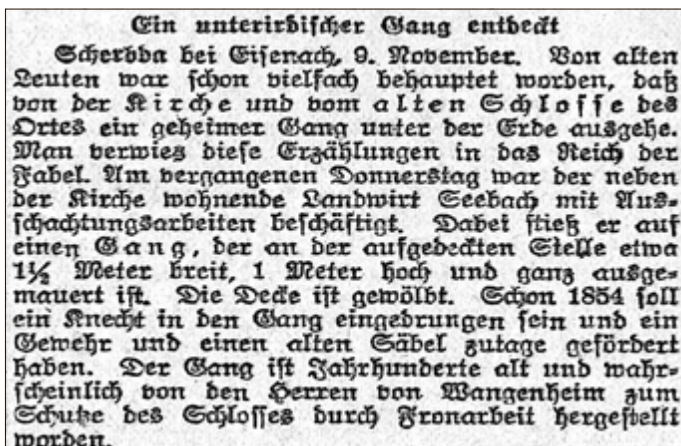 Ein unterirdischer Gang entdeckt
Scherbda bei Eisenach, 9. November. Von alten
Leuten war schon vielfach behauptet worden, daß
von der Kirche und vom alten Schlosse des
Ortes ein geheimer Gang unter der Erde ausgehe.
Man verwies diese Erzählungen in das Reich der
Fabel. Am vergangenen Donnerstag war der neben
der Kirche wohnende Landwirt Seebach mit Aus-
schachtungsarbeiten beschäftigt. Dabei stieß er auf
einen Gang, der an der aufgedeckten Stelle etwa
1½ Meter breit, 1 Meter hoch und ganz ausge-
mauert ist. Die Decke ist gewölbt. Schon 1854 soll
ein Knecht in den Gang eingedrungen sein und ein
Gewehr und einen alten Säbel zutage gefördert
haben. Der Gang ist Jahrhunderte alt und wahr-
scheinlich von den Herren von Wangenheim zum
Schutze des Schlosses durch Fronarbeit hergestellt
worden.